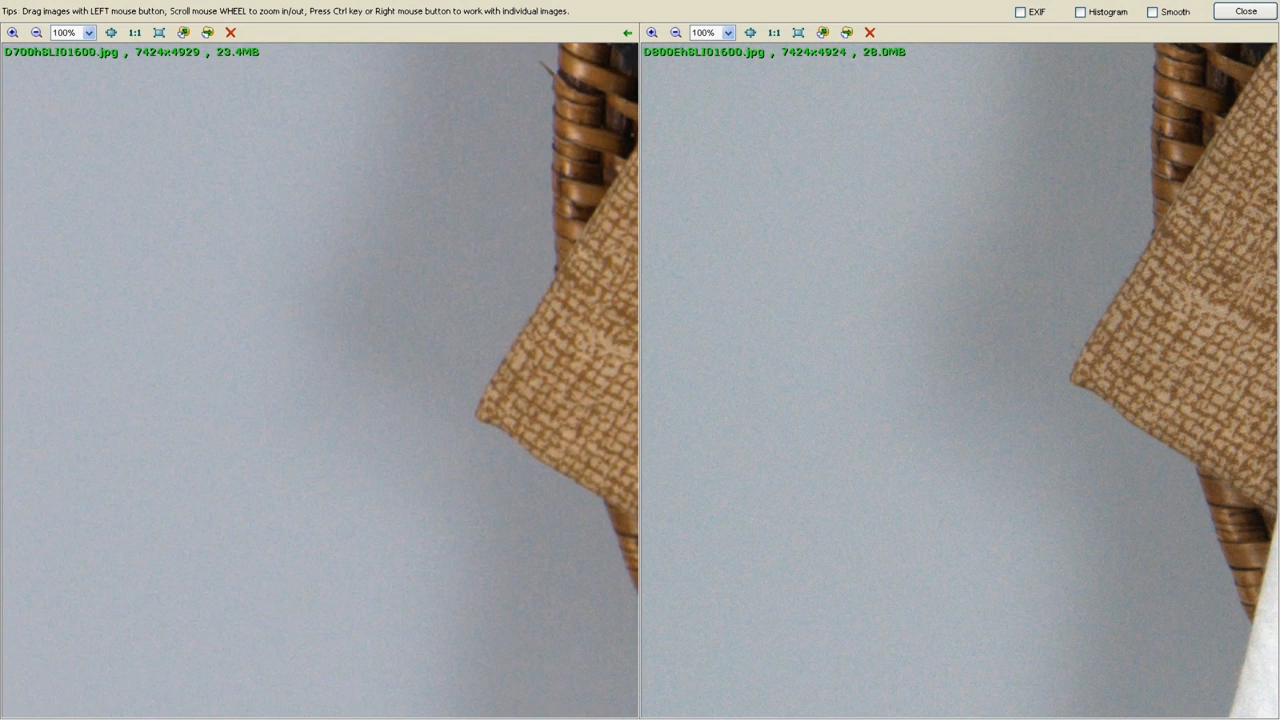 Tips: Drag images with LEFT mouse button, Scroll mouse WHEEL to zoom in/out, Press Ctrl key or Right mouse button to work with individual images.
EXIF
Histogram
Smooth
Close
100%
1:1
100%
1:1
D700hSLI01600.jpg , 7424x4929 , 23.4MB
D800EhSLI01600.jpg , 7424x4924 , 28.0MB